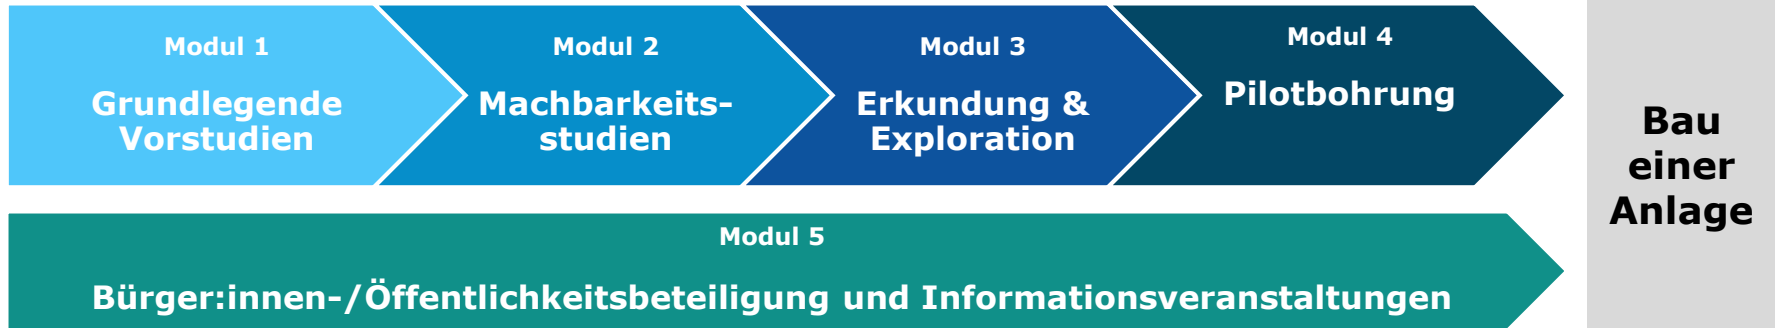 Modul 1
Grundlegende
Vorstudien
Modul 2
Machbarkeits-
studien
Modul 3
Erkundung &
Exploration
Modul 4
Pilotbohrung
Modul 5
Bürger:innen-/Öffentlichkeitsbeteiligung und Informationsveranstaltungen
Bau
einer
Anlage